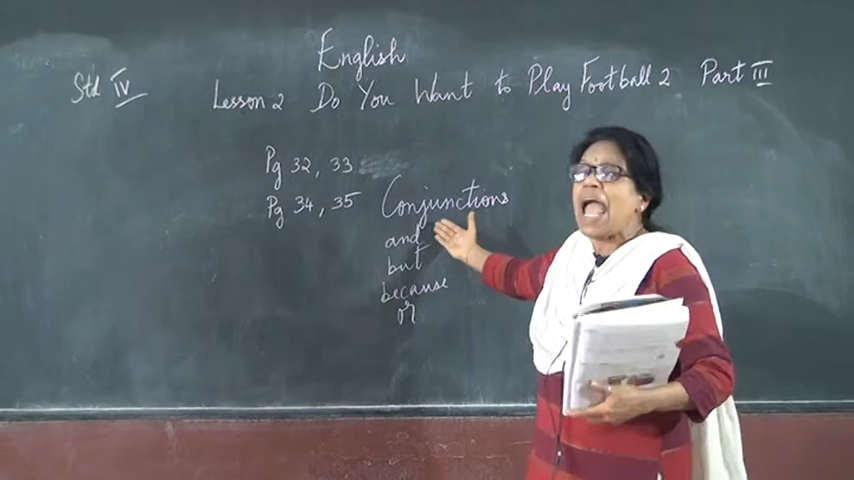 English
Std IV
Lesson 2 Do You Want to Play Football 2 Part III
Pg 32, 33
Pg 34, 35
Conjunctions
and
but
because
or